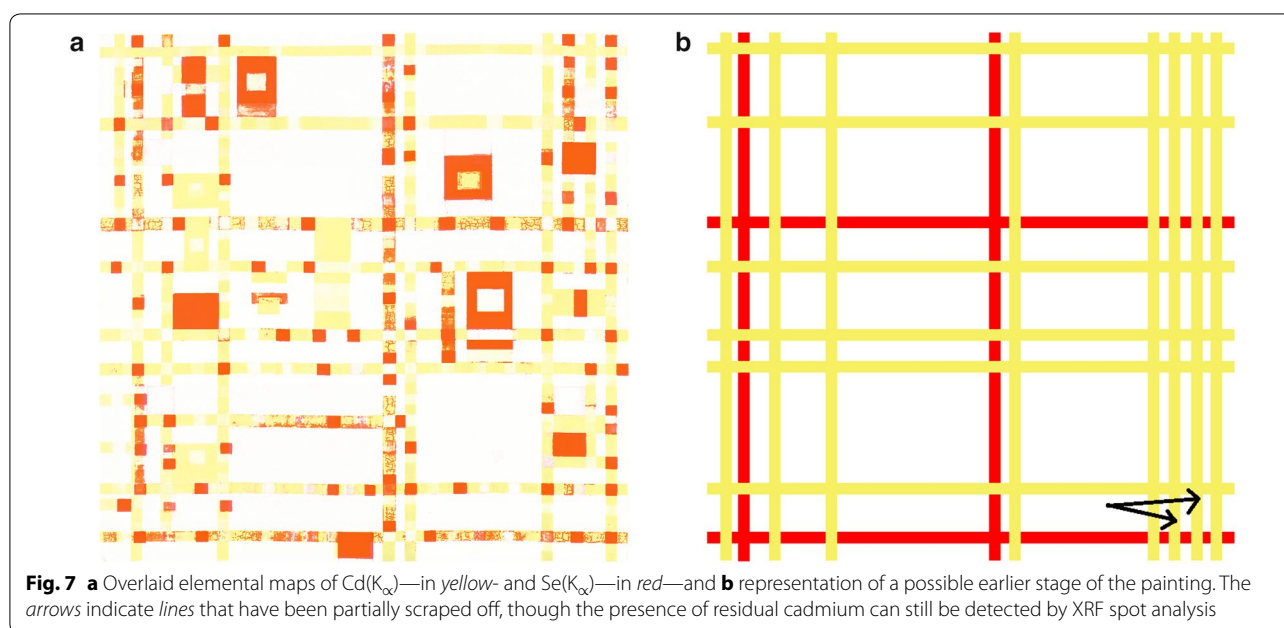 a
b
Fig. 7 a Overlaid elemental maps of Cd(K∝)—in yellow- and Se(K∝)—in red—and b representation of a possible earlier stage of the painting. The
arrows indicate lines that have been partially scraped off, though the presence of residual cadmium can still be detected by XRF spot analysis